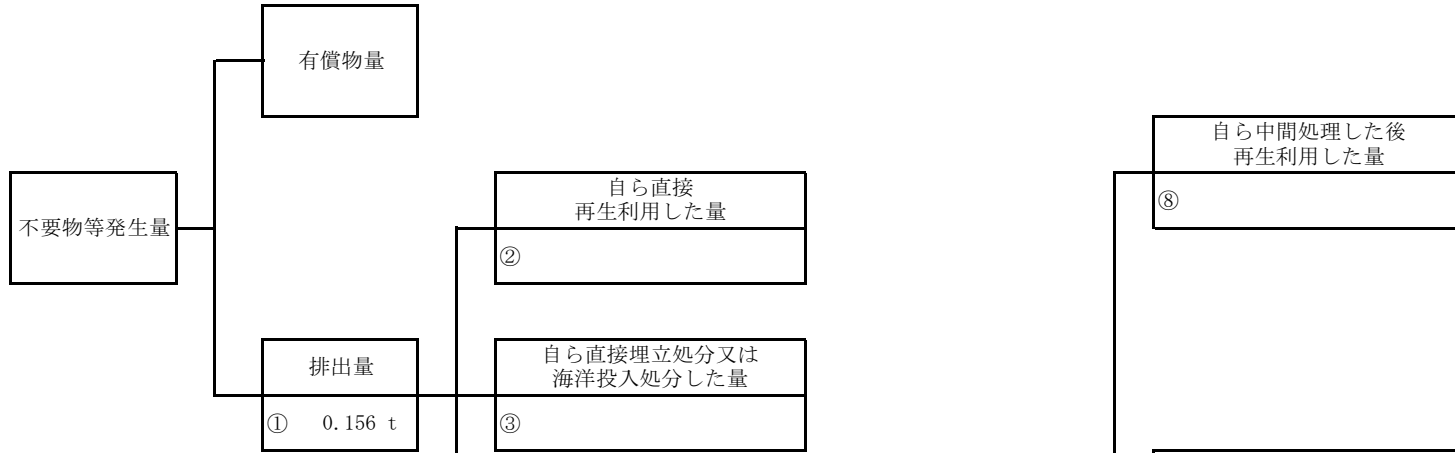 有償物量
自ら中間処理した後
再生利用した量
⑧
不要物等発生量
自ら直接
再生利用した量
②
排出量
① 0.156 t
自ら直接埋立処分又は
海洋投入処分した量
③